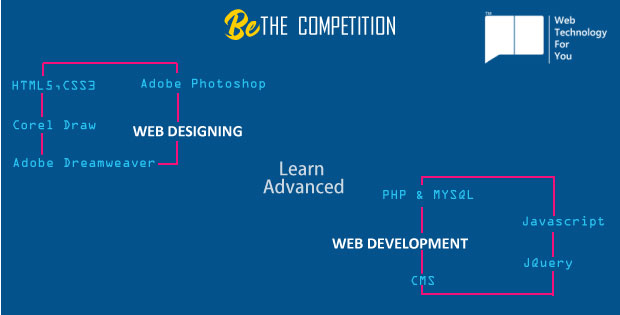 Be THE COMPETITION
TM
Web
Technology
For
You
HTML5,CSS3
Adobe Photoshop
Corel Draw
WEB DESIGNING
Adobe Dreamweaver
Learn
Advanced
PHP & MYSQL
Javascript
WEB DEVELOPMENT
JQuery
CMS